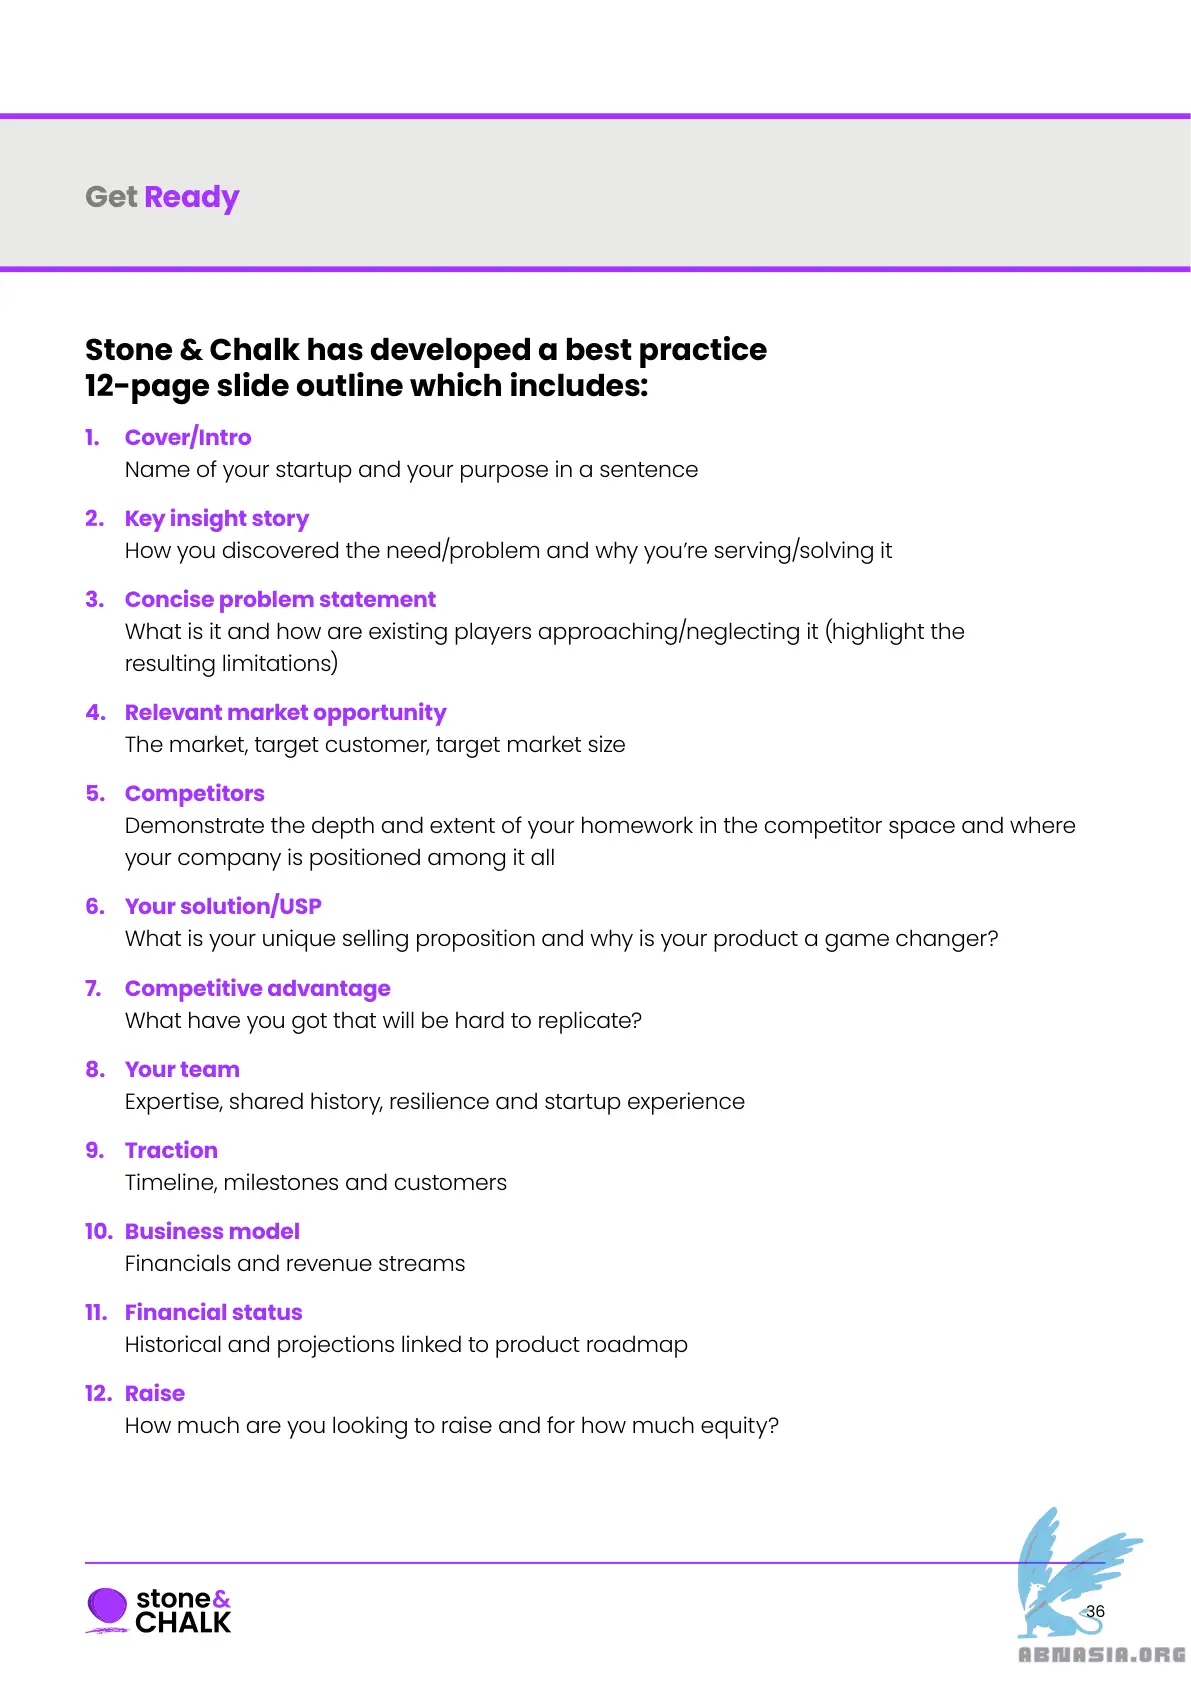 Get Ready
Stone & Chalk has developed a best practice
12-page slide outline which includes:
1. Cover/Intro
Name of your startup and your purpose in a sentence
2. Key insight story
How you discovered the need/problem and why you’re serving/solving it
3. Concise problem statement
What is it and how are existing players approaching/neglecting it (highlight the
resulting limitations)
4. Relevant market opportunity
The market, target customer, target market size
5. Competitors
Demonstrate the depth and extent of your homework in the competitor space and where
your company is positioned among it all
6. Your solution/USP
What is your unique selling proposition and why is your product a game changer?
7. Competitive advantage
What have you got that will be hard to replicate?
8. Your team
Expertise, shared history, resilience and startup experience
9. Traction
Timeline, milestones and customers
10. Business model
Financials and revenue streams
11. Financial status
Historical and projections linked to product roadmap
12. Raise
How much are you looking to raise and for how much equity?
stone&
CHALK
36
ABNASIA.ORG